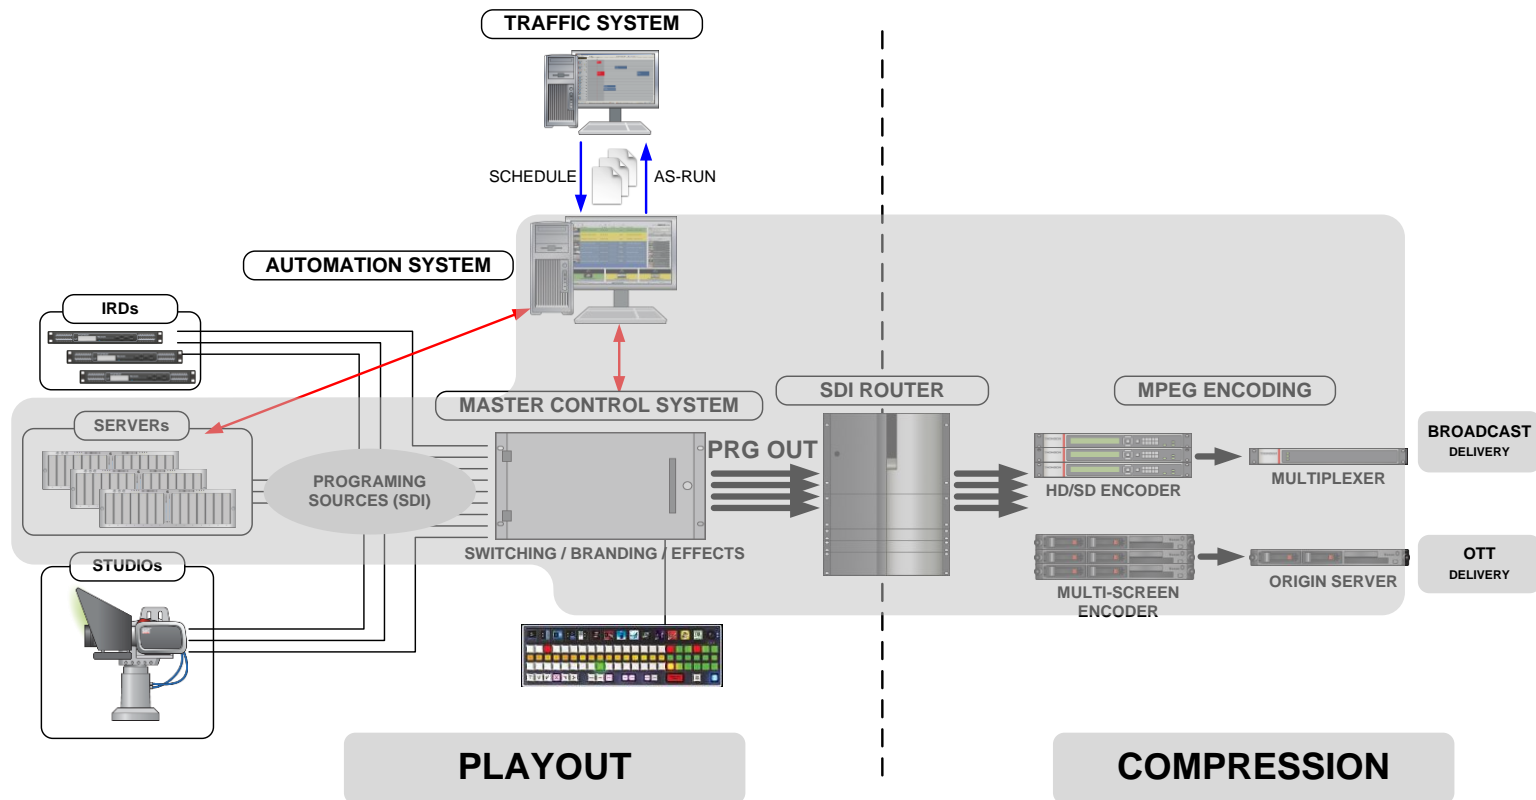 TRAFFIC SYSTEM
SCHEDULE
AS-RUN
AUTOMATION SYSTEM
IRDs
SERVERs
MASTER CONTROL SYSTEM
SDI ROUTER
MPEG ENCODING
PROGRAMING
SOURCES (SDI)
PRG OUT
HD/SD ENCODER
MULTIPLEXER
BROADCAST
DELIVERY
SWITCHING / BRANDING / EFFECTS
STUDIOs
MULTI-SCREEN
ENCODER
ORIGIN SERVER
OTT
DELIVERY
PLAYOUT
COMPRESSION